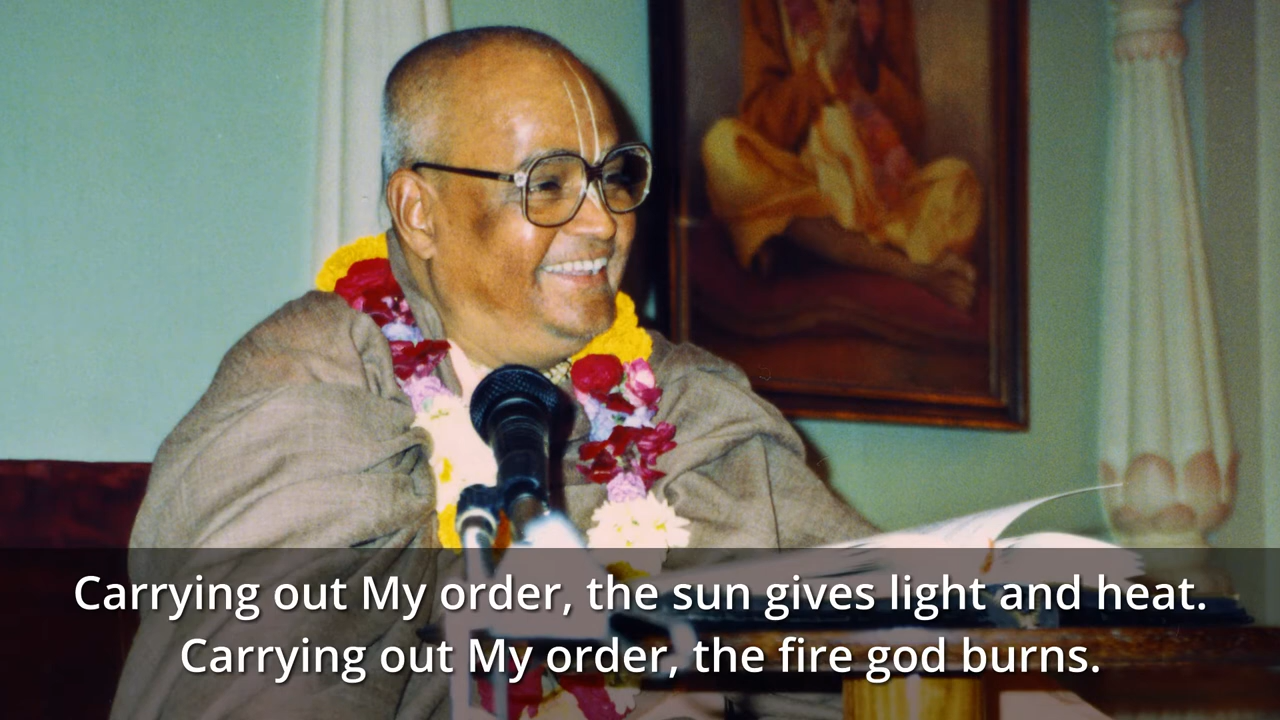 Carrying out My order, the sun gives light and heat.
Carrying out My order, the fire god burns.